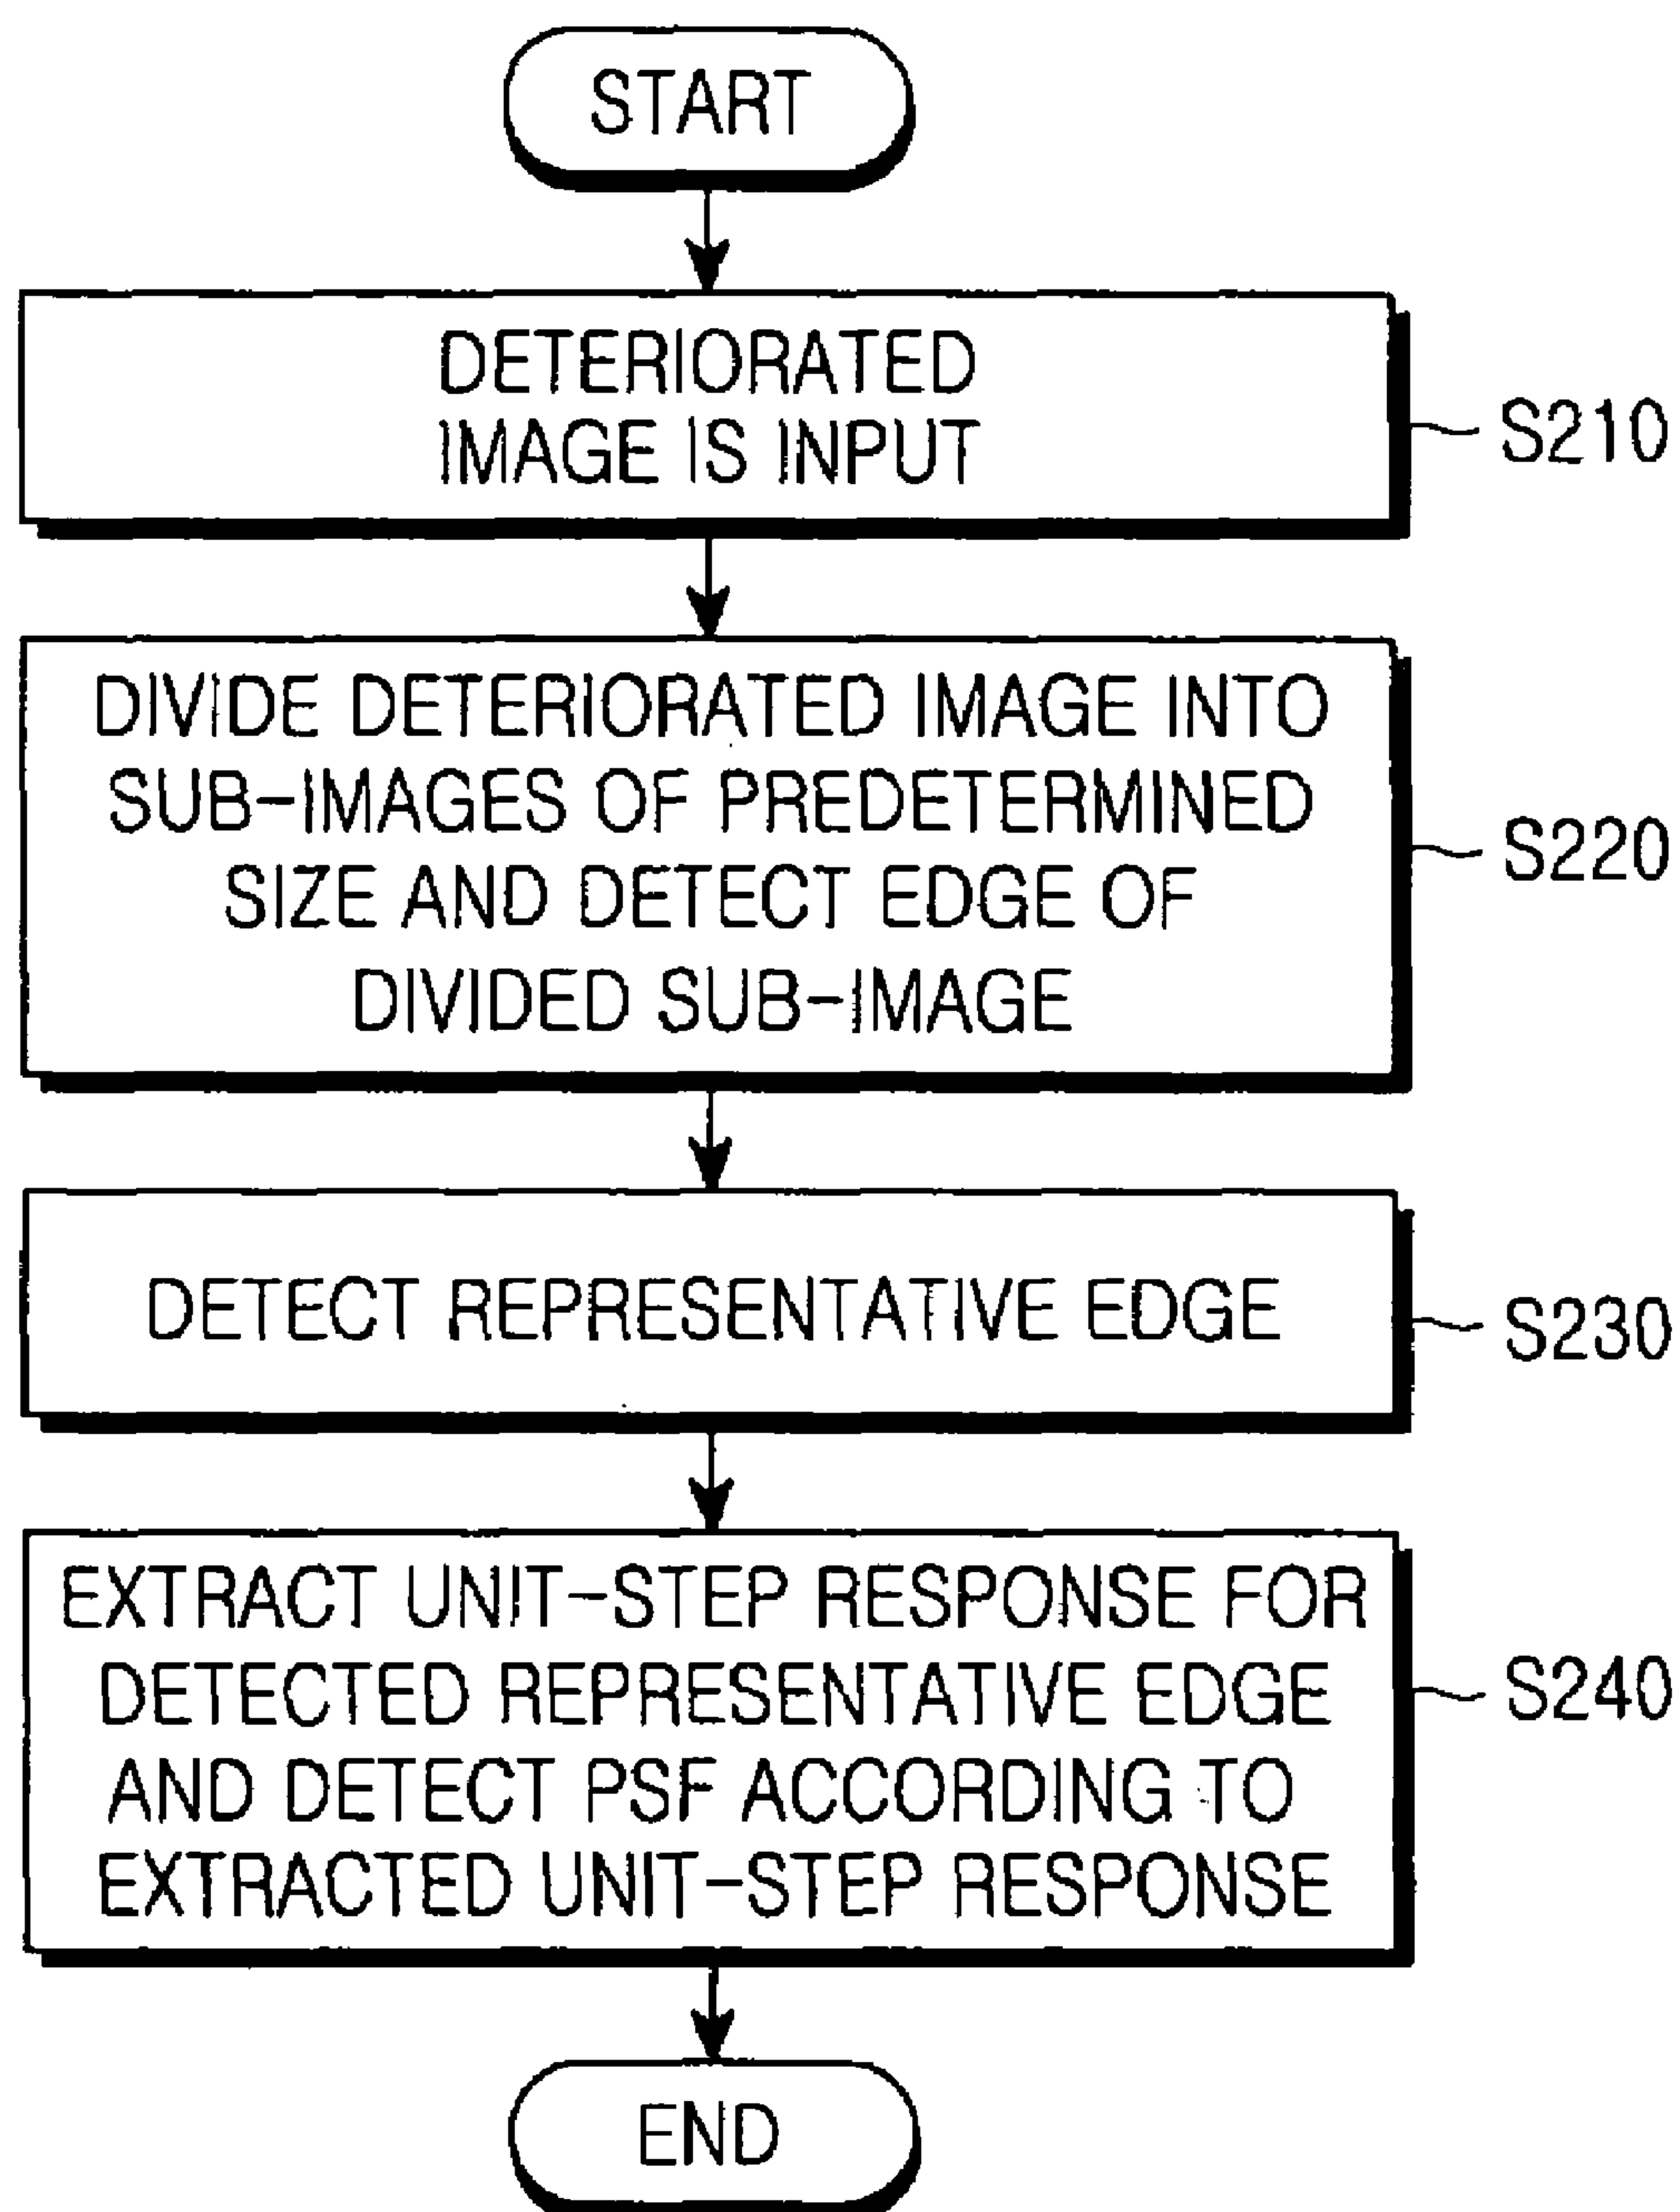 START
DETERIORATED
IMAGE IS INPUT
S210
DIVIDE DETERIORATED IMAGE INTO
SUB-IMAGES OF PREDETERMINED
SIZE AND DETECT EDGE OF
DIVIDED SUB-IMAGE
S220
DETECT REPRESENTATIVE EDGE
S230
EXTRACT UNIT-STEP RESPONSE FOR
DETECTED REPRESENTATIVE EDGE
AND DETECT PSF ACCORDING TO
EXTRACTED UNIT-STEP RESPONSE
S240
END